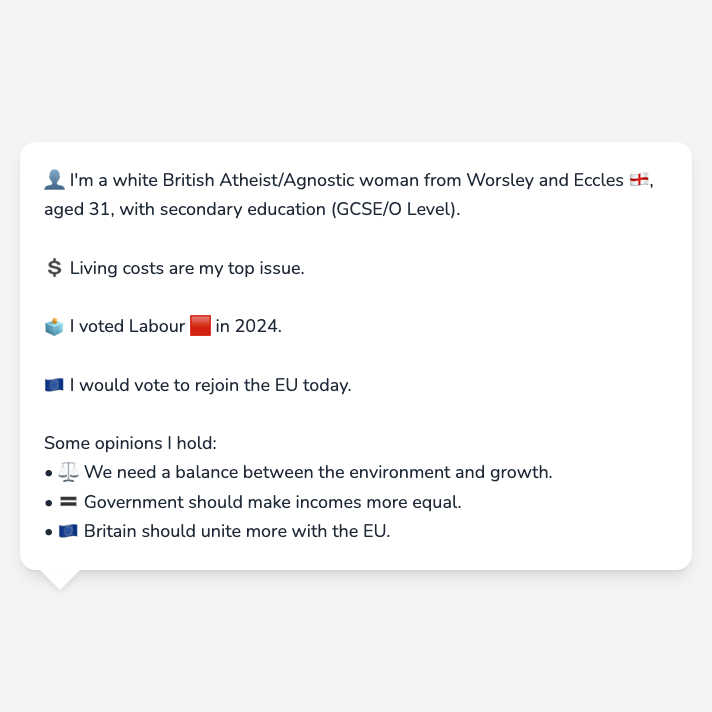 👤 I'm a white British Atheist/Agnostic woman from Worsley and Eccles 🏴󠁧󠁢󠁥󠁮󠁧󠁿,
aged 31, with secondary education (GCSE/O Level).
💲 Living costs are my top issue.
🗳️ I voted Labour 🟥 in 2024.
🇪🇺 I would vote to rejoin the EU today.
Some opinions I hold:
• ⚖️ We need a balance between the environment and growth.
• 🟰 Government should make incomes more equal.
• 🇪🇺 Britain should unite more with the EU.